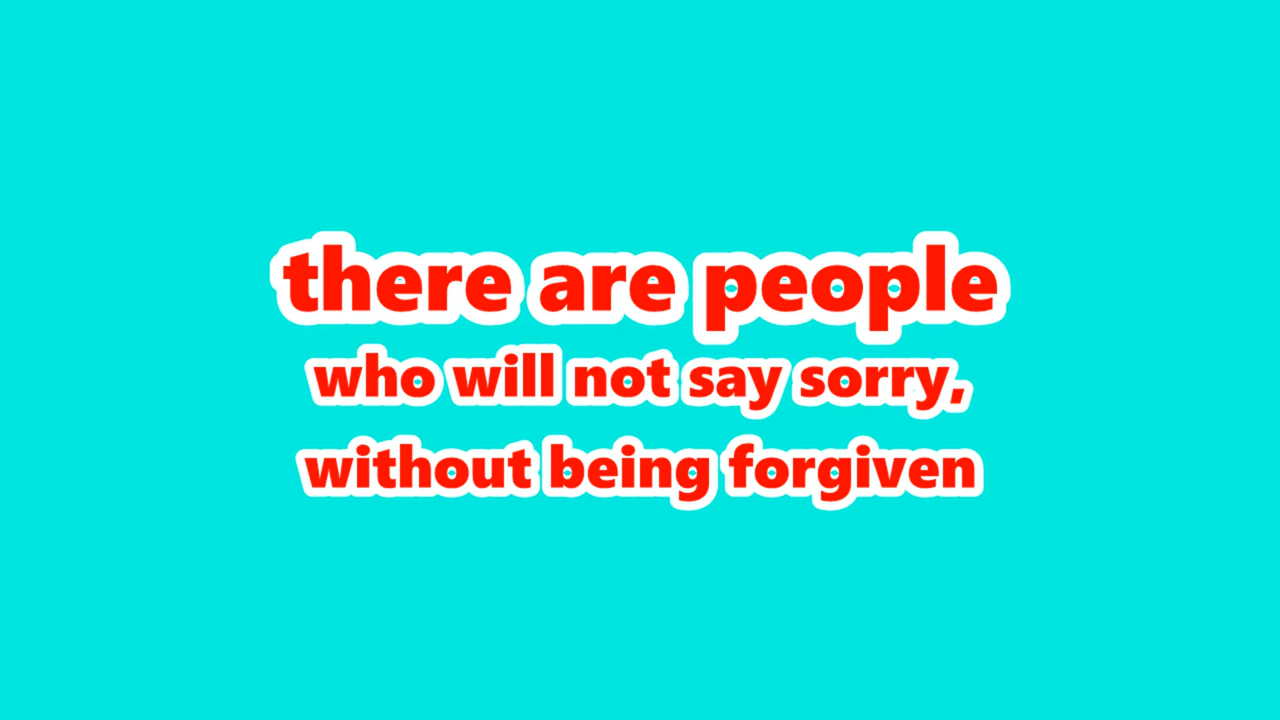 there are people
who will not say sorry,
without being forgiven